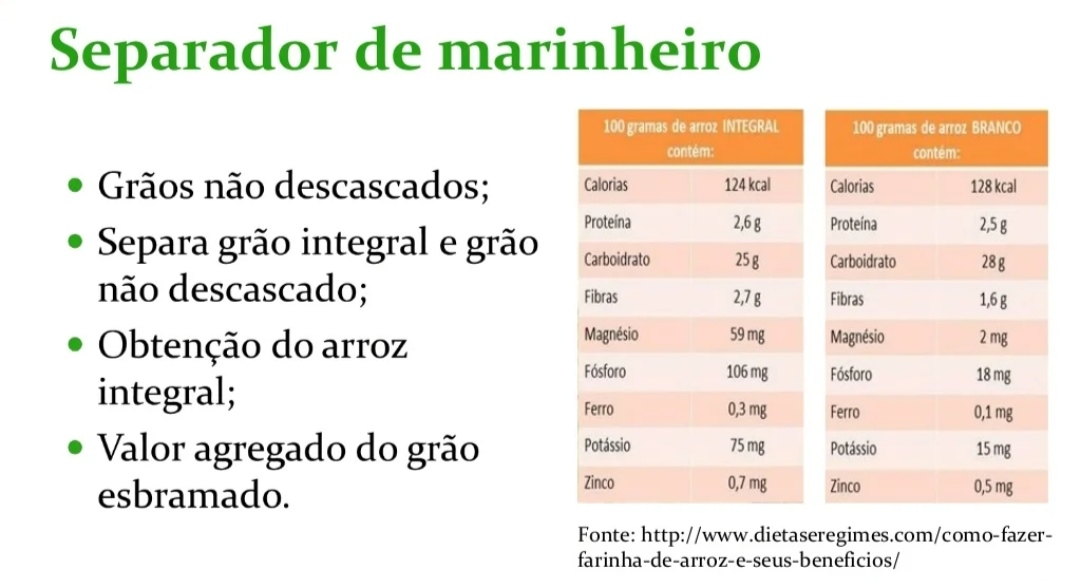 Separador de marinheiro
• Grãos não descascados;
• Separa grão integral e grão
não descascado;
• Obtenção do arroz
integral;
• Valor agregado do grão
esbramado.
100 gramas de arroz INTEGRAL
contém:
Calorias 124 kcal
Proteína 2,6 g
Carboidrato 25 g
Fibras 2,7 g
Magnésio 59 mg
Fósforo 106 mg
Ferro 0,3 mg
Potássio 75 mg
Zinco 0,7 mg
100 gramas de arroz BRANCO
contém:
Calorias 128 kcal
Proteína 2,5 g
Carboidrato 28 g
Fibras 1,6 g
Magnésio 2 mg
Fósforo 18 mg
Ferro 0,1 mg
Potássio 15 mg
Zinco 0,5 mg
Fonte: http://www.dietaseregimes.com/como-fazer-
farinha-de-arroz-e-seus-beneficios/